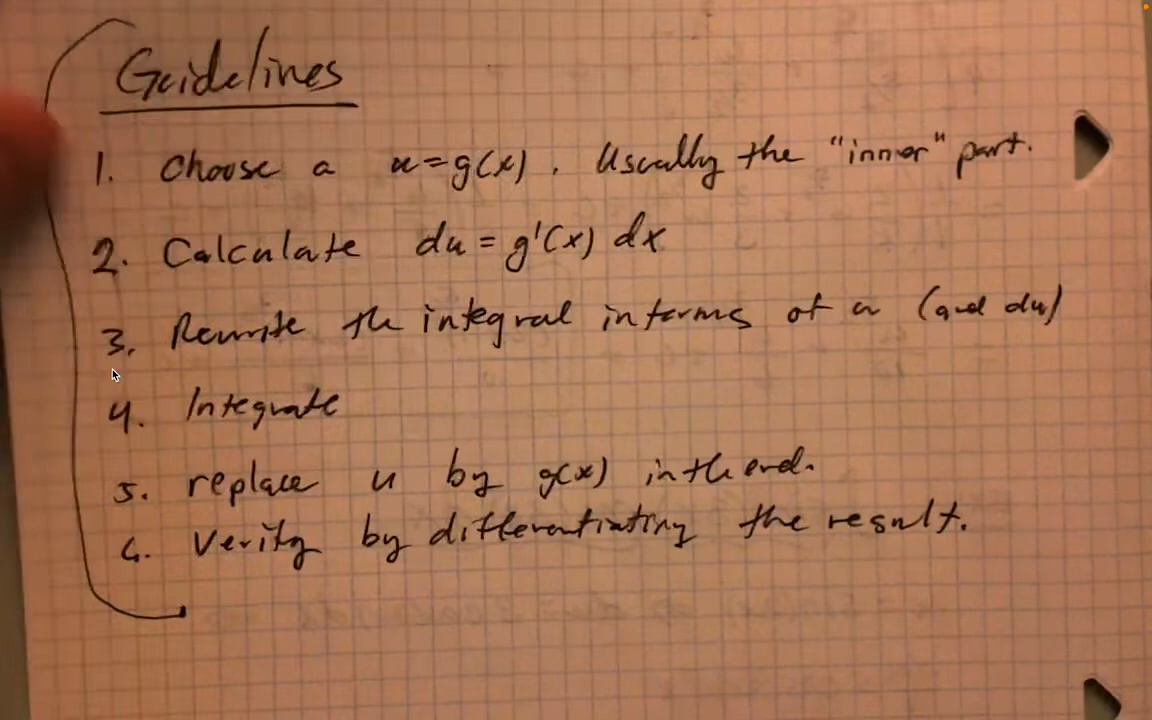 Guidelines
1. Choose a u=g(x). Usually the "inner" part.
2. Calculate du = g'(x) dx
3. Rewrite the integral in terms of u (and du)
4. Integrate
5. replace u by g(x) in the end.
6. Verify by differentiating the result.